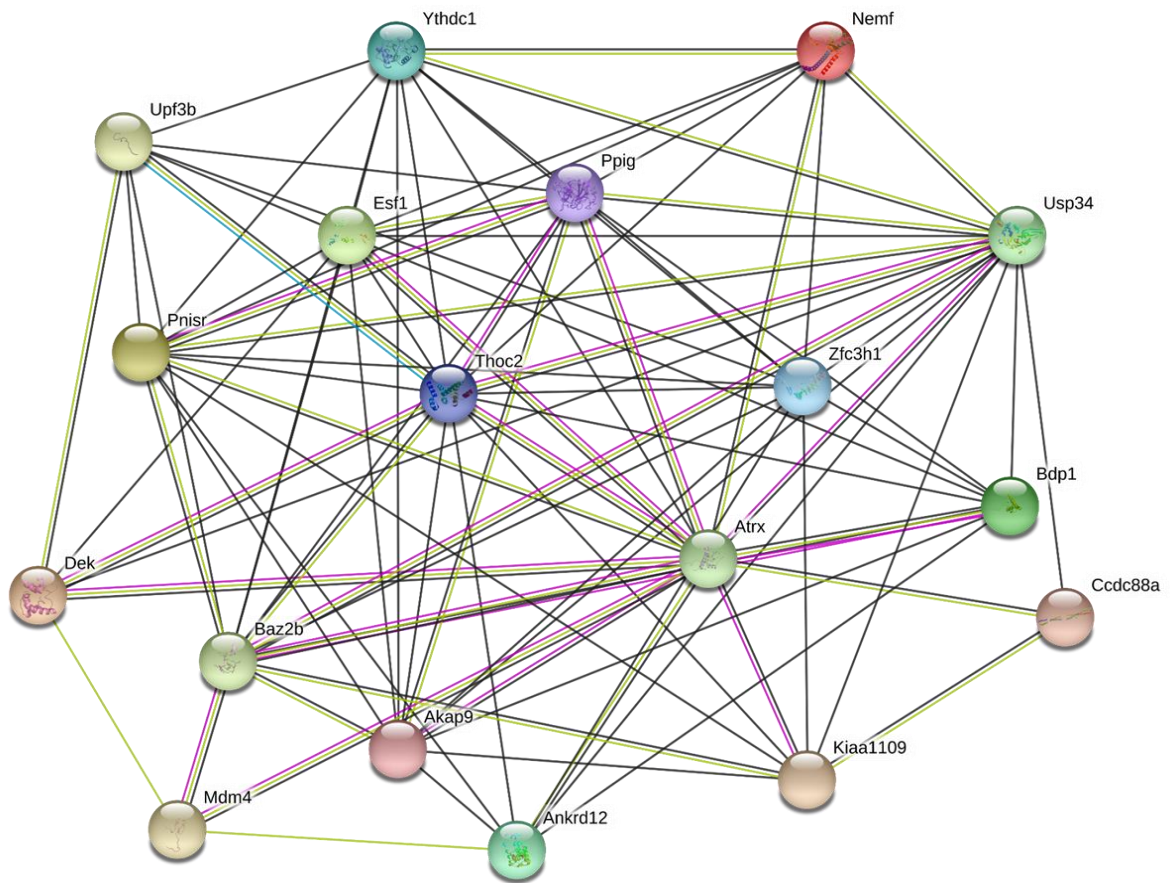 Ythdc1
Nemf
Upf3b
Ppig
Esf1
Usp34
Pnisr
Thoc2
Zfc3h1
Bdp1
Atrx
Dek
Ccdc88a
Baz2b
Akap9
Kiaa1109
Mdm4
Ankrd12